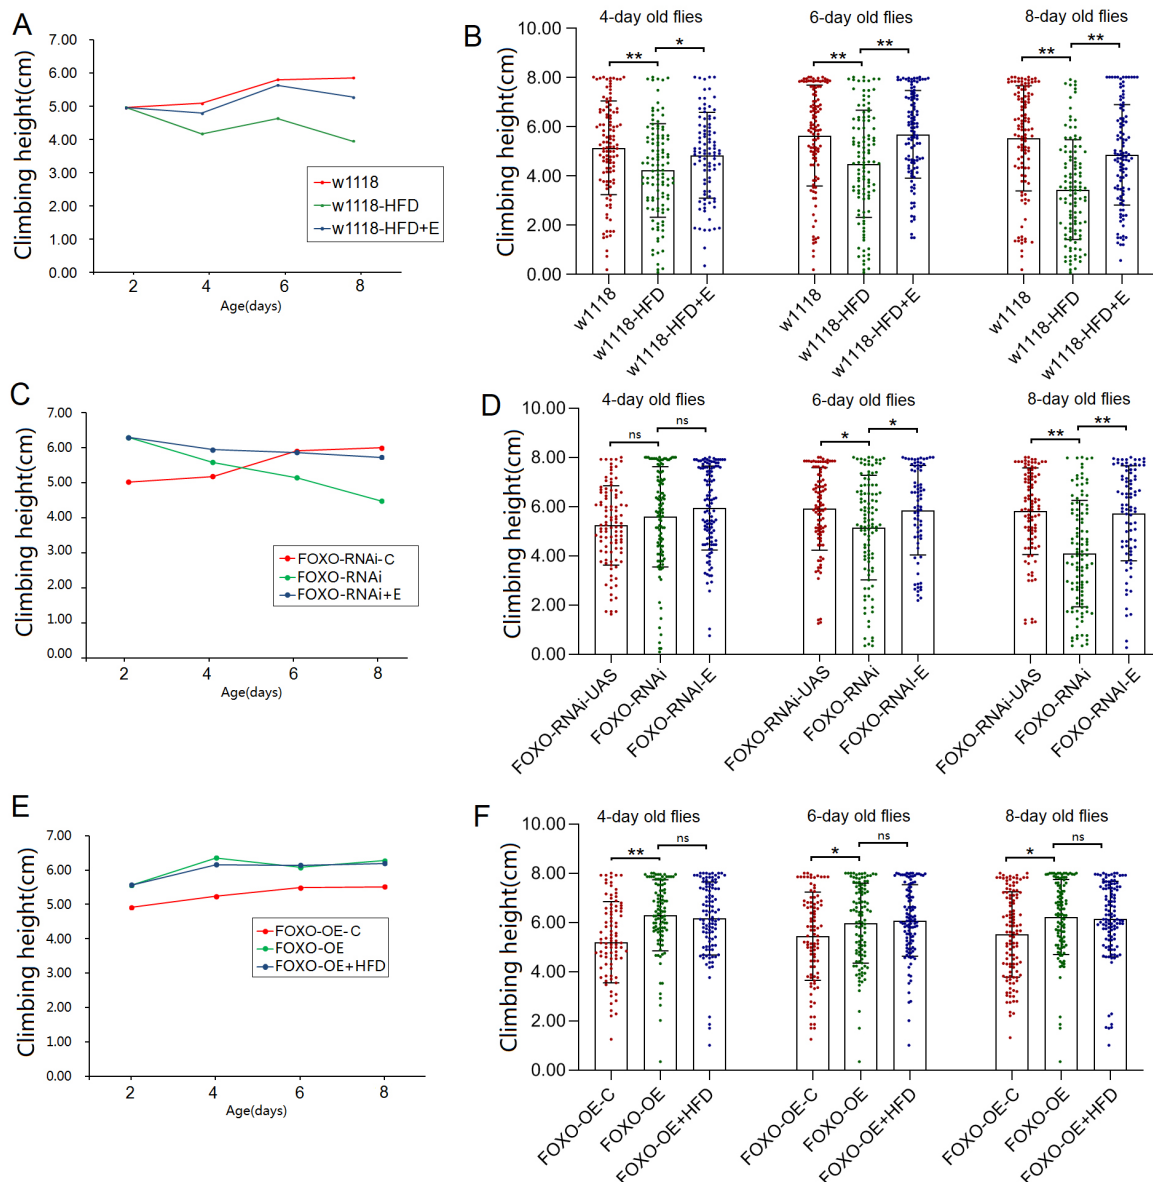 A
Climbing height(cm)
7.00
6.00
5.00
4.00
3.00
2.00
1.00
0.00
w1118
w1118-HFD
w1118-HFD+E
2 4 6 8
Age(days)
B
4-day old flies 6-day old flies 8-day old flies
Climbing height(cm)
10.00
8.00
6.00
4.00
2.00
0.00
** * ** ** ** **
w1118 w1118-HFD w1118-HFD+E w1118 w1118-HFD w1118-HFD+E w1118 w1118-HFD w1118-HFD+E
C
Climbing height(cm)
7.00
6.00
5.00
4.00
3.00
2.00
1.00
0.00
FOXO-RNAi-C
FOXO-RNAi
FOXO-RNAi+E
2 4 6 8
Age(days)
D
4-day old flies 6-day old flies 8-day old flies
Climbing height(cm)
10.00
8.00
6.00
4.00
2.00
0.00
ns ns * * ** **
FOXO-RNAi-UAS FOXO-RNAi FOXO-RNAI-E FOXO-RNAi-UAS FOXO-RNAi FOXO-RNAI-E FOXO-RNAi-UAS FOXO-RNAi FOXO-RNAI-E
E
Climbing height(cm)
7.00
6.00
5.00
4.00
3.00
2.00
1.00
0.00
FOXO-OE-C
FOXO-OE
FOXO-OE+HFD
2 4 6 8
Age(days)
F
4-day old flies 6-day old flies 8-day old flies
Climbing height(cm)
10.00
8.00
6.00
4.00
2.00
0.00
** ns * ns * ns
FOXO-OE-C FOXO-OE FOXO-OE+HFD FOXO-OE-C FOXO-OE FOXO-OE+HFD FOXO-OE-C FOXO-OE FOXO-OE+HFD